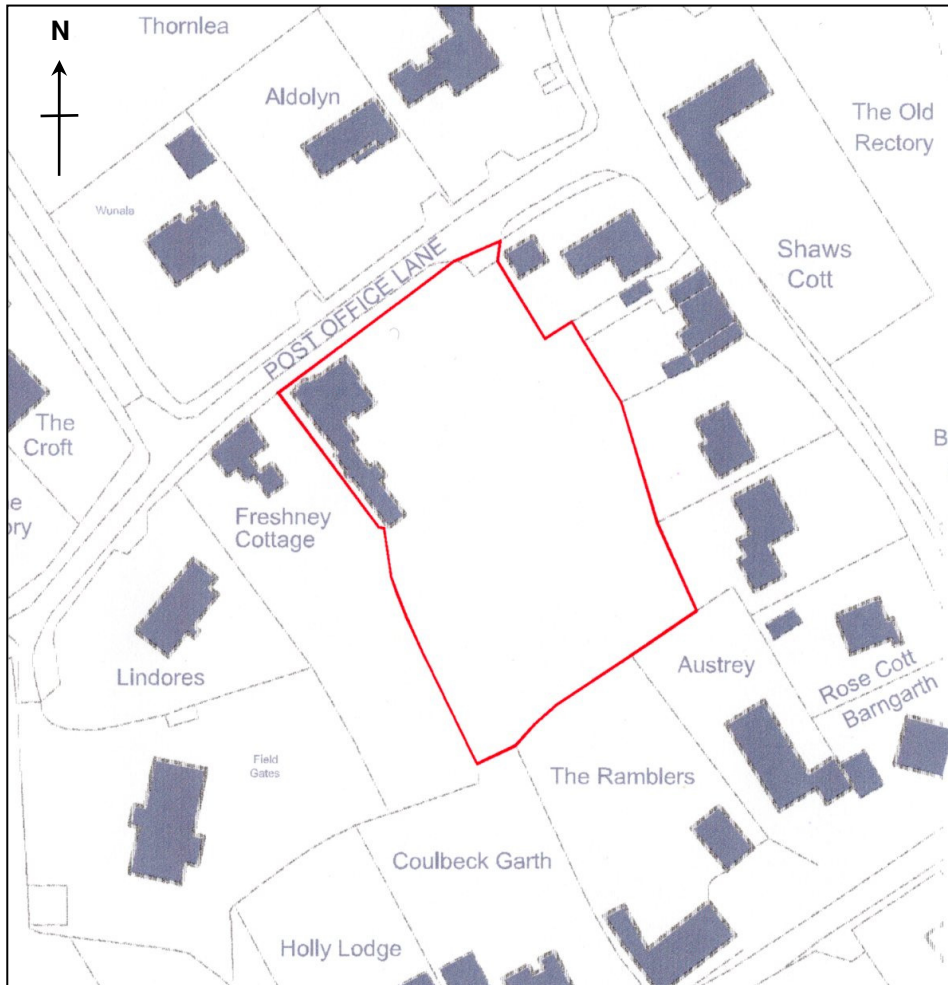 N
Thornlea
Aldolyn
The Old
Rectory
Wunala
Shaws
Cott
POST OFFICE LANE
The
Croft
B
e
ory
Freshney
Cottage
Lindores
Austrey
Rose Cott
Barngarth
Field
Gates
The Ramblers
Coulbeck Garth
Holly Lodge